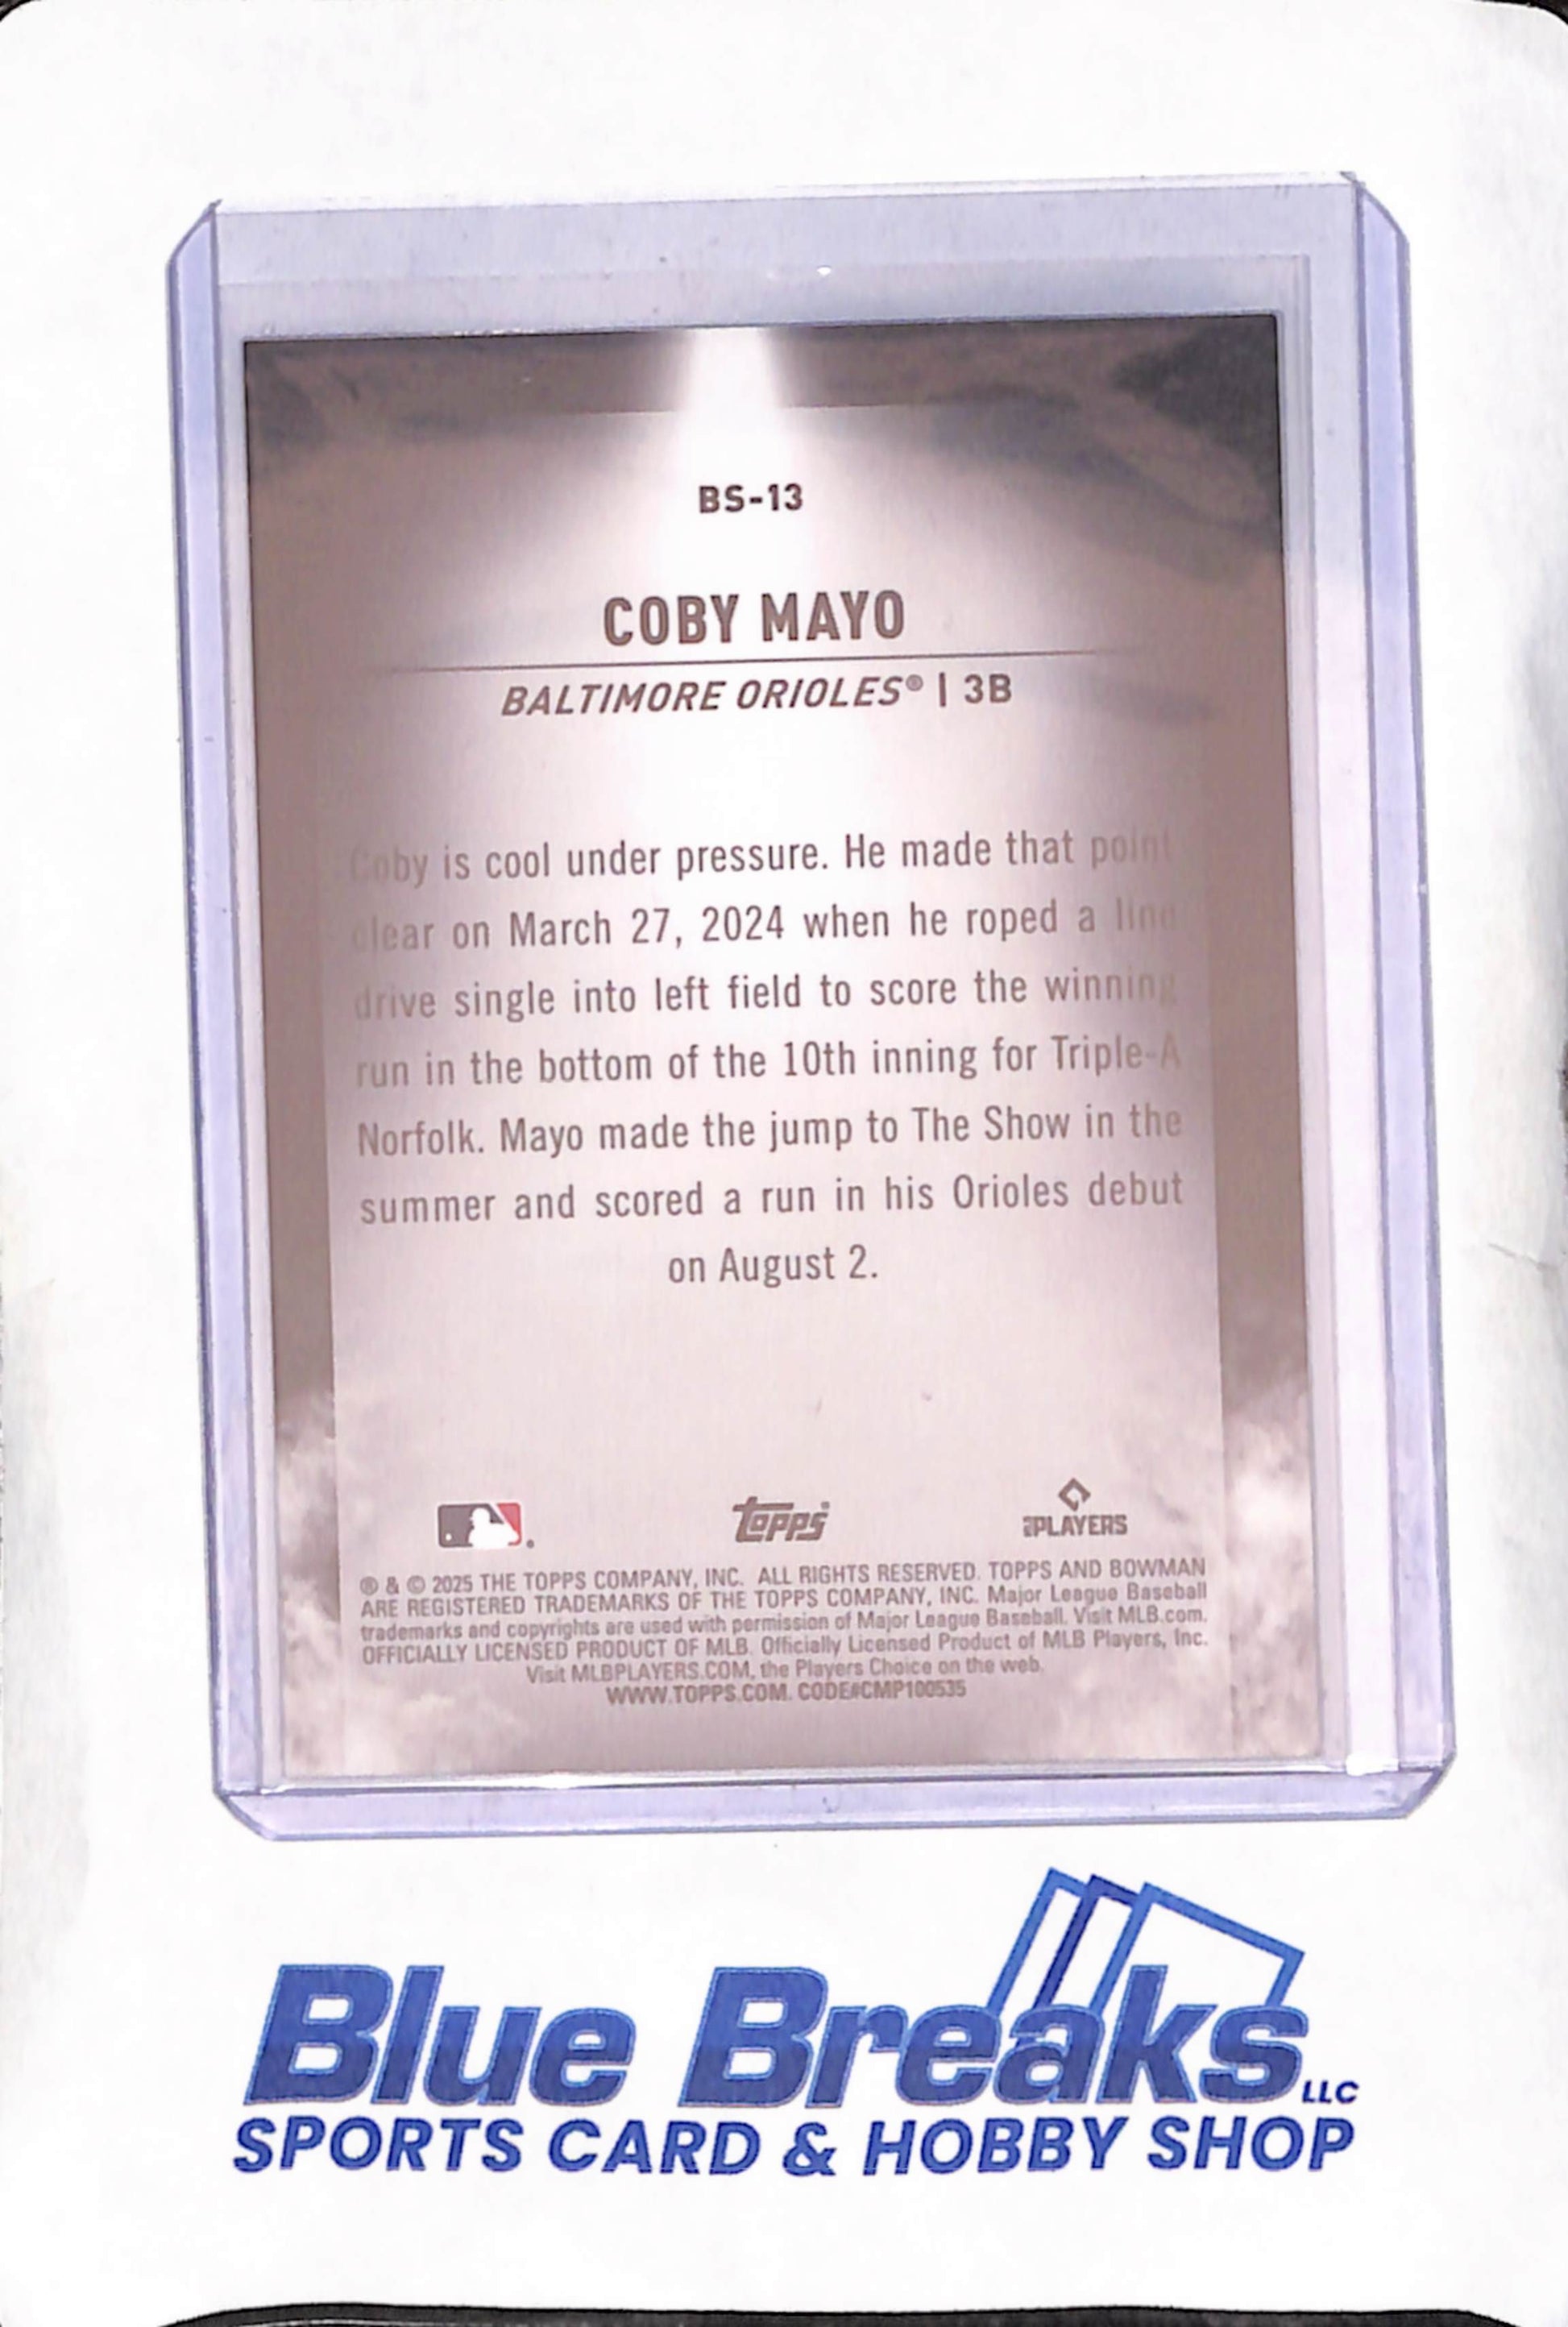 BS-13
COBY MAYO
BALTIMORE ORIOLES® | 3B
Coby is cool under pressure. He made that point
clear on March 27, 2024 when he roped a line
drive single into left field to score the winning
run in the bottom of the 10th inning for Triple-A
Norfolk. Mayo made the jump to The Show in the
summer and scored a run in his Orioles debut
on August 2.
topps
PLAYERS
® & © 2025 THE TOPPS COMPANY, INC. ALL RIGHTS RESERVED. TOPPS AND BOWMAN
ARE REGISTERED TRADEMARKS OF THE TOPPS COMPANY, INC. Major League Baseball
trademarks and copyrights are used with permission of Major League Baseball. Visit MLB.com.
OFFICIALLY LICENSED PRODUCT OF MLB. Officially Licensed Product of MLB Players, Inc.
Visit MLBPLAYERS.COM, the Players Choice on the web.
WWW.TOPPS.COM. CODE#CMP100535
Blue Breaks LLC
SPORTS CARD & HOBBY SHOP